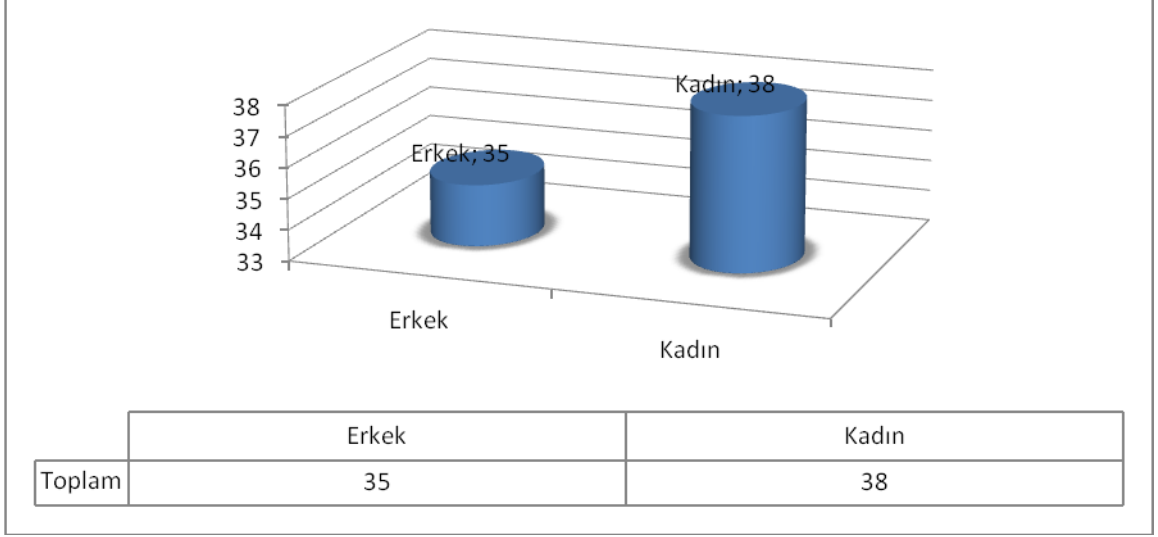 Kadın; 38
Erkek; 35
38
37
36
35
34
33
Erkek
Kadın
Erkek Kadın
Toplam 35 38